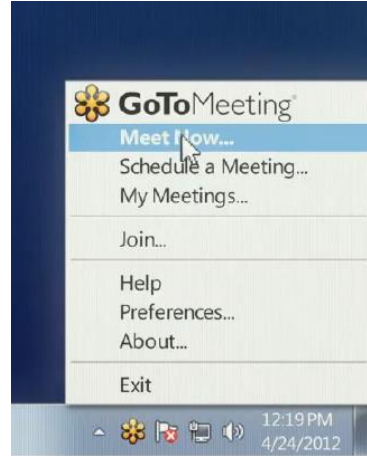 GoToMeeting
Meet Now...
Schedule a Meeting...
My Meetings...
Join...
Help
Preferences...
About...
Exit
12:19 PM
4/24/2012